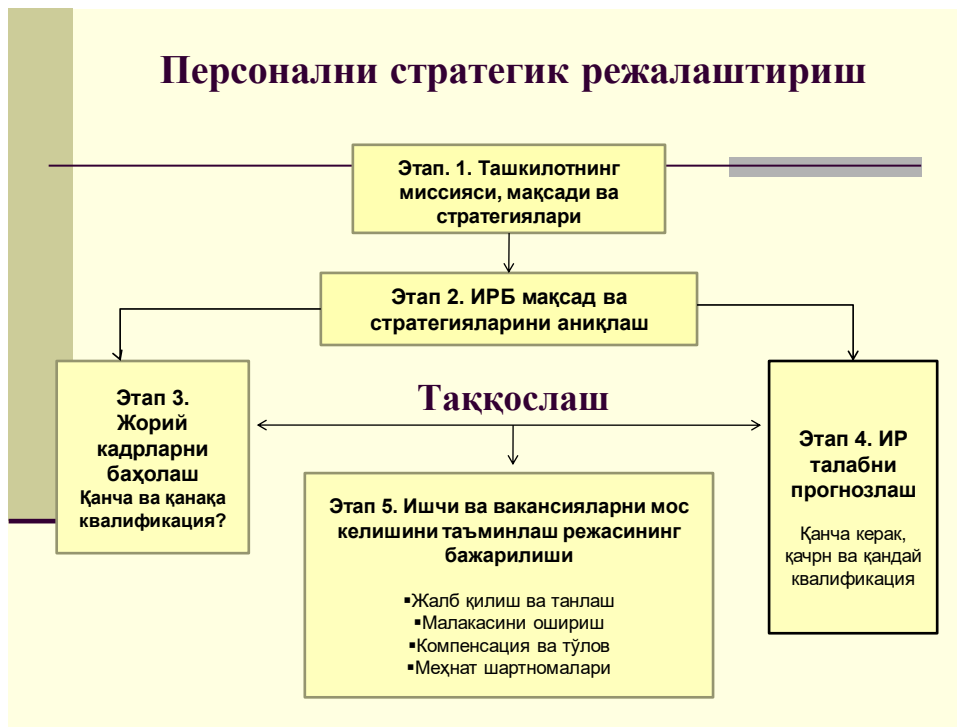 Персонални стратегик режалаштириш
Этап. 1. Ташкилотнинг
миссияси, мақсади ва
стратегиялари
Этап 2. ИРБ мақсад ва
стратегияларини аниқлаш
Этап 3.
Жорий
кадрларни
баҳолаш
Қанча ва қанақа
квалификация?
Таққослаш
Этап 4. ИР
талабни
прогнозлаш
Қанча керак,
қачрн ва қандай
квалификация
Этап 5. Ишчи ва вакансияларни мос
келишини таъминлаш режасининг
бажарилиши
▪Жалб қилиш ва танлаш
▪Малакасини ошириш
▪Компенсация ва тўлов
▪Меҳнат шартномалари